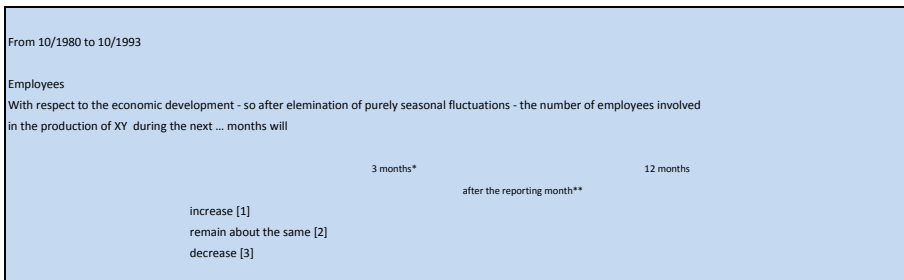 From 10/1980 to 10/1993
Employees
With respect to the economic development - so after elemination of purely seasonal fluctuations - the number of employees involved
in the production of XY during the next ... months will
3 months* 12 months
after the reporting month**
increase [1]
remain about the same [2]
decrease [3]